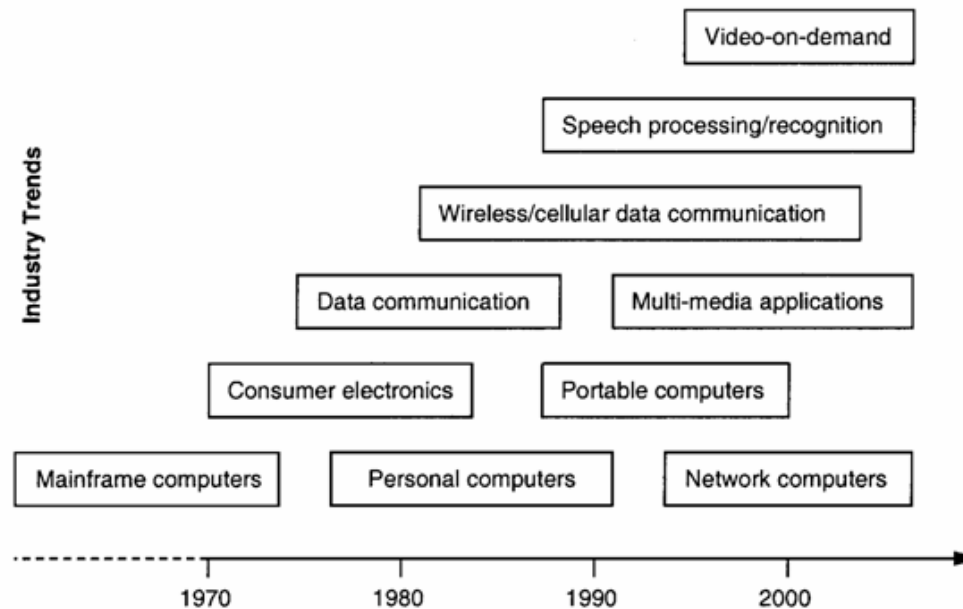 Video-on-demand
Speech processing/recognition
Wireless/cellular data communication
Industry Trends
Data communication
Multi-media applications
Consumer electronics
Portable computers
Mainframe computers
Personal computers
Network computers
1970
1980
1990
2000